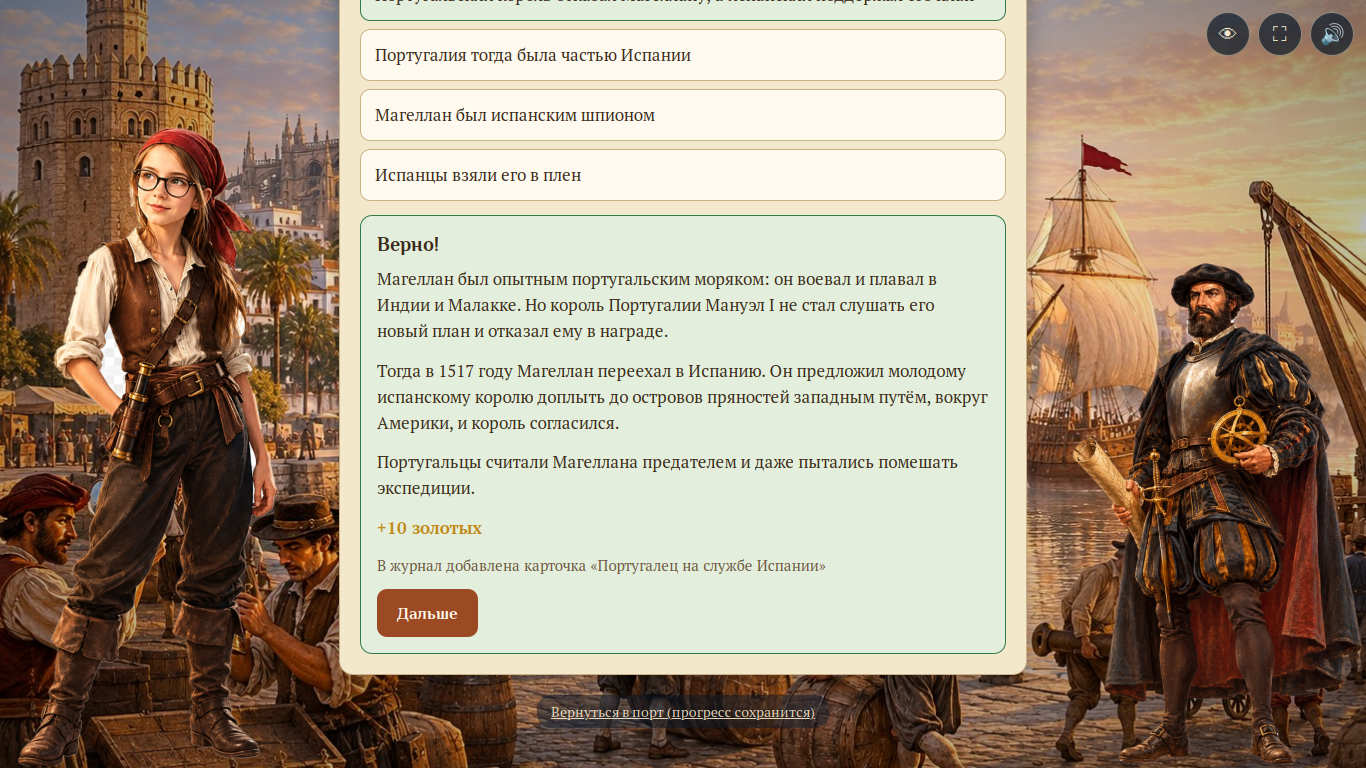 Португалия тогда была частью Испании
Магеллан был испанским шпионом
Испанцы взяли его в плен
Верно!
Магеллан был опытным португальским моряком: он воевал и плавал в
Индии и Малакке. Но король Португалии Мануэл I не стал слушать его
новый план и отказал ему в награде.
Тогда в 1517 году Магеллан переехал в Испанию. Он предложил молодому
испанскому королю доплыть до островов пряностей западным путём, вокруг
Америки, и король согласился.
Португальцы считали Магеллана предателем и даже пытались помешать
экспедиции.
+10 золотых
В журнал добавлена карточка «Португалец на службе Испании»
Дальше
Вернуться в порт (прогресс сохранится)